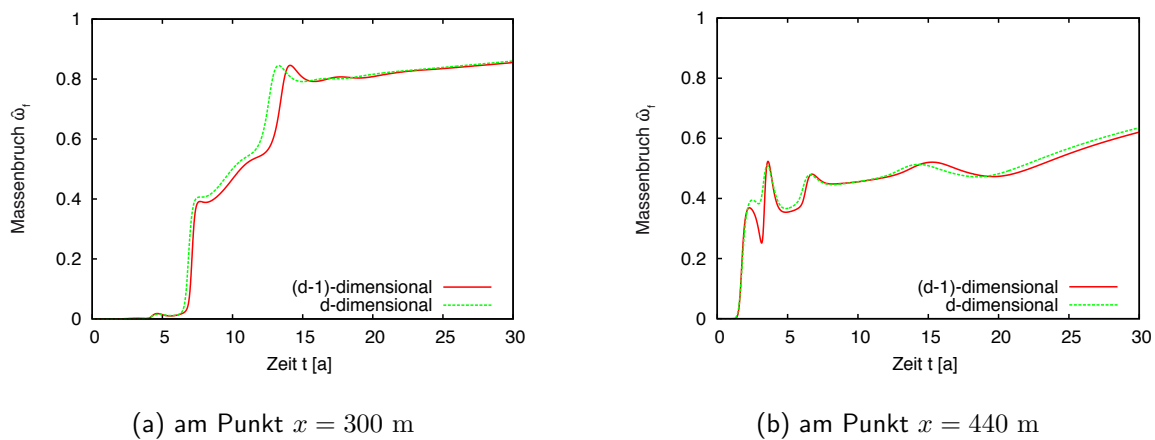 1
0.8
0.6
0.4
0.2
0
Massenbruch ω̂f
0 5 10 15 20 25 30
Zeit t [a]
(d-1)-dimensional
d-dimensional
(a) am Punkt x = 300 m
1
0.8
0.6
0.4
0.2
0
Massenbruch ω̂f
0 5 10 15 20 25 30
Zeit t [a]
(d-1)-dimensional
d-dimensional
(b) am Punkt x = 440 m